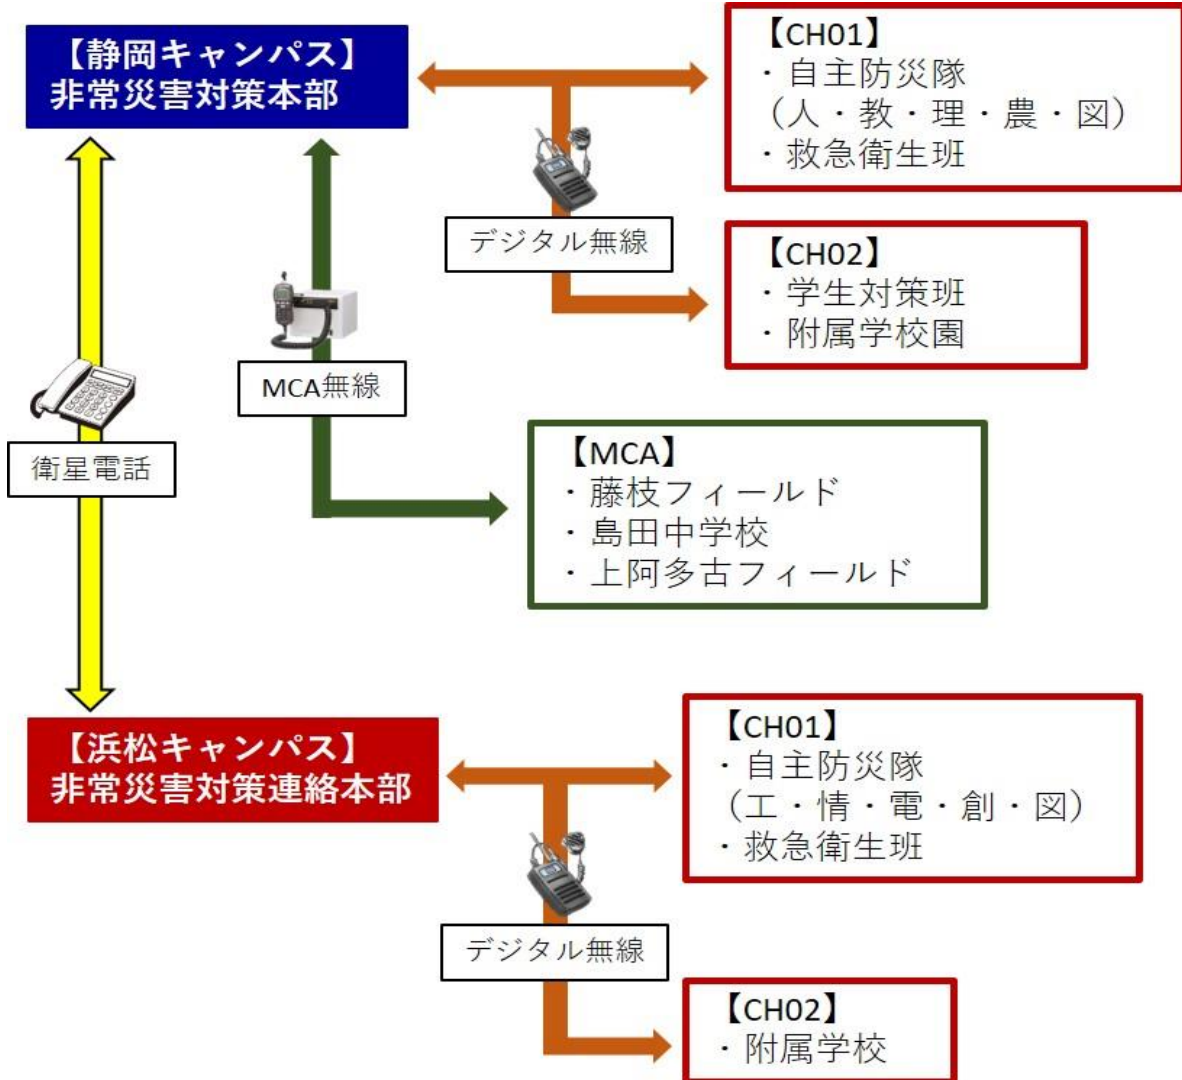 【静岡キャンパス】
非常災害対策本部
【CH01】
・自主防災隊
（人・教・理・農・図）
・救急衛生班
デジタル無線
【CH02】
・学生対策班
・附属学校園
MCA無線
衛星電話
【MCA】
・藤枝フィールド
・島田中学校
・上阿多古フィールド
【浜松キャンパス】
非常災害対策連絡本部
【CH01】
・自主防災隊
（工・情・電・創・図）
・救急衛生班
デジタル無線
【CH02】
・附属学校